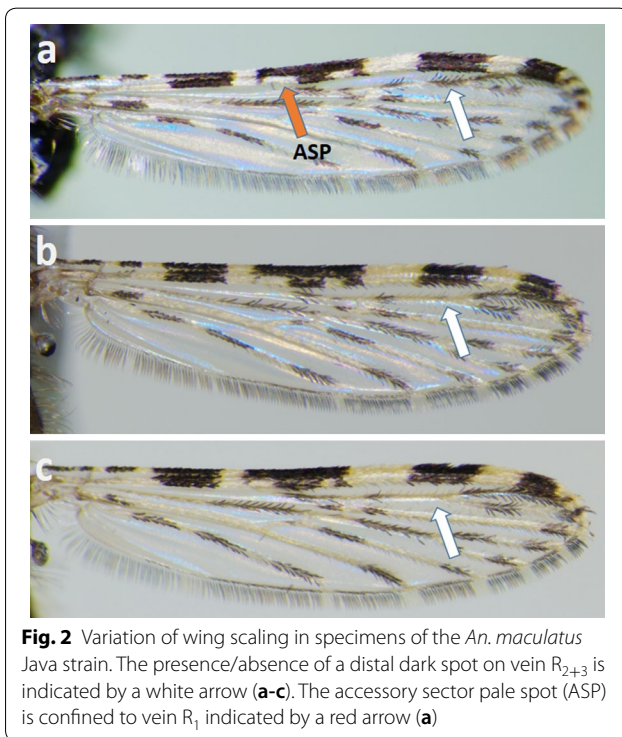 a
ASP
b
c
Fig. 2 Variation of wing scaling in specimens of the An. maculatus
Java strain. The presence/absence of a distal dark spot on vein R2+3 is
indicated by a white arrow (a-c). The accessory sector pale spot (ASP)
is confined to vein R1 indicated by a red arrow (a)